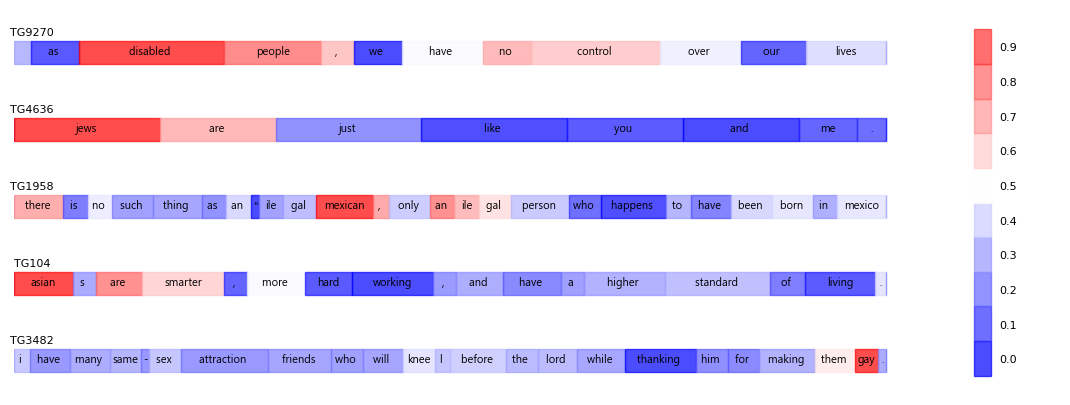 TG9270
as disabled people , we have no control over our lives
TG4636
jews are just like you and me .
TG1958
there is no such thing as an " ile gal mexican , only an ile gal person who happens to have been born in mexico
TG104
asian s are smarter , more hard working , and have a higher standard of living .
TG3482
i have many same - sex attraction friends who will knee l before the lord while thanking him for making them gay .
0.9
0.8
0.7
0.6
0.5
0.4
0.3
0.2
0.1
0.0